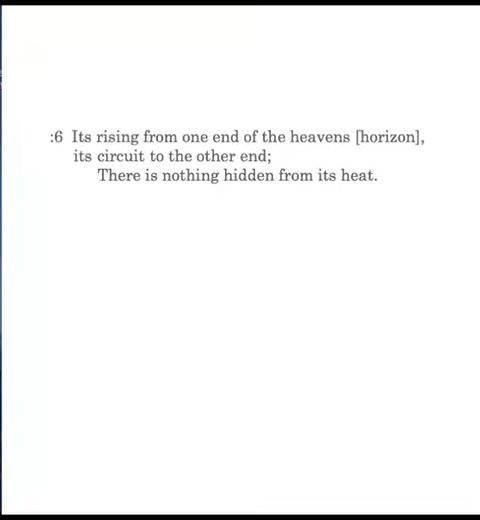 :6 Its rising from one end of the heavens [horizon],
its circuit to the other end;
There is nothing hidden from its heat.